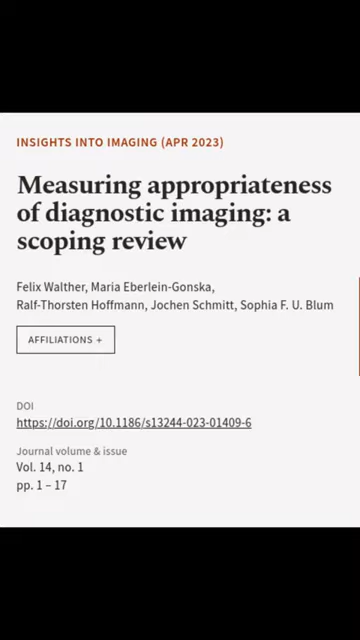 INSIGHTS INTO IMAGING (APR 2023)
Measuring appropriateness
of diagnostic imaging: a
scoping review
Felix Walther, Maria Eberlein-Gonska,
Ralf-Thorsten Hoffmann, Jochen Schmitt, Sophia F. U. Blum
AFFILIATIONS +
DOI
https://doi.org/10.1186/s13244-023-01409-6
Journal volume & issue
Vol. 14, no. 1
pp. 1 – 17